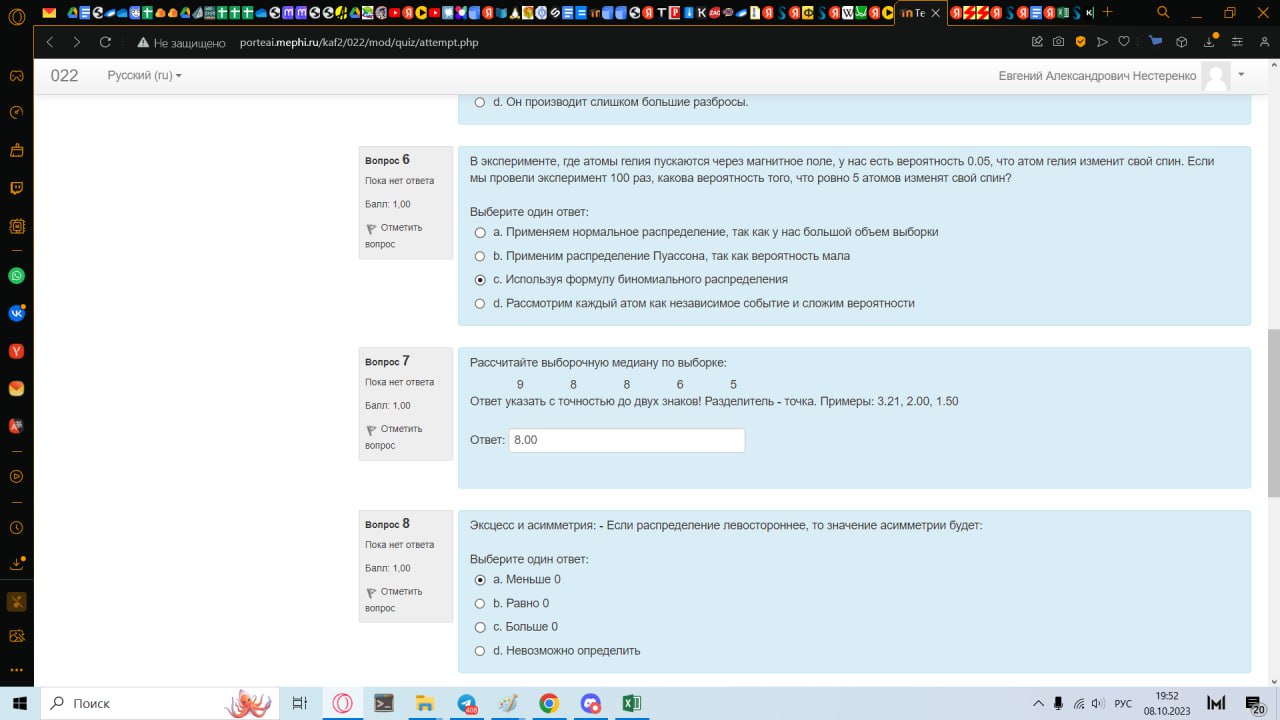 Te
Не защищено
porteai.mephi.ru/kaf2/022/mod/quiz/attempt.php
022
Русский (ru)
Евгений Александрович Нестеренко
d. Он производит слишком большие разбросы.
Вопрос 6
Пока нет ответа
Балл: 1,00
Отметить
вопрос
В эксперименте, где атомы гелия пускаются через магнитное поле, у нас есть вероятность 0.05, что атом гелия изменит свой спин. Если
мы провели эксперимент 100 раз, какова вероятность того, что ровно 5 атомов изменят свой спин?
Выберите один ответ:
a. Применяем нормальное распределение, так как у нас большой объем выборки
b. Применим распределение Пуассона, так как вероятность мала
c. Используя формулу биномиального распределения
d. Рассмотрим каждый атом как независимое событие и сложим вероятности
Вопрос 7
Пока нет ответа
Балл: 1,00
Отметить
вопрос
Рассчитайте выборочную медиану по выборке:
9 8 8 6 5
Ответ указать с точностью до двух знаков! Разделитель - точка. Примеры: 3.21, 2.00, 1.50
Ответ: 8.00
Вопрос 8
Пока нет ответа
Балл: 1,00
Отметить
вопрос
Эксцесс и асимметрия: - Если распределение левостороннее, то значение асимметрии будет:
Выберите один ответ:
a. Меньше 0
b. Равно 0
c. Больше 0
d. Невозможно определить
Поиск
РУС
19:52
08.10.2023
20